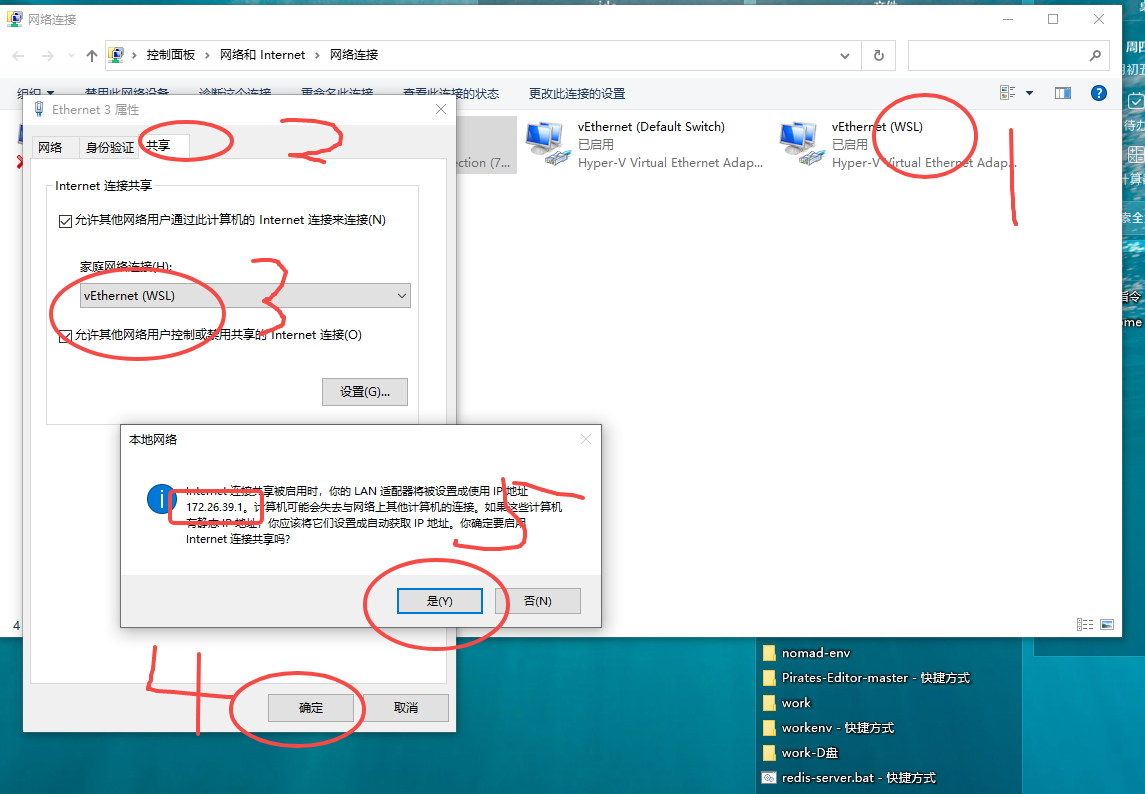 网络连接
控制面板 › 网络和 Internet › 网络连接
组织 禁用此网络设备 诊断这个连接 重命名此连接 查看此连接的状态 更改此连接的设置
Ethernet 3 属性
网络 身份验证 共享
2
Internet 连接共享
允许其他网络用户通过此计算机的 Internet 连接来连接(N)
家庭网络连接(H):
vEthernet (WSL)
3
允许其他网络用户控制或禁用共享的 Internet 连接(O)
设置(G)...
ection (7...
vEthernet (Default Switch)
已启用
Hyper-V Virtual Ethernet Adap...
vEthernet (WSL)
已启用
Hyper-V Virtual Ethernet Adap...
1
本地网络
Internet 连接共享被启用时，你的 LAN 适配器将被设置成使用 IP 地址
172.26.39.1。计算机可能会失去与网络上其他计算机的连接。如果这些计算机
有静态 IP 地址，你应该将它们设置成自动获取 IP 地址。你确定要启用
Internet 连接共享吗?
5
是(Y) 否(N)
4
4
确定 取消
nomad-env
Pirates-Editor-master - 快捷方式
work
workenv - 快捷方式
work-D盘
redis-server.bat - 快捷方式
周四
初五
待办
计算
索全
指令
ome